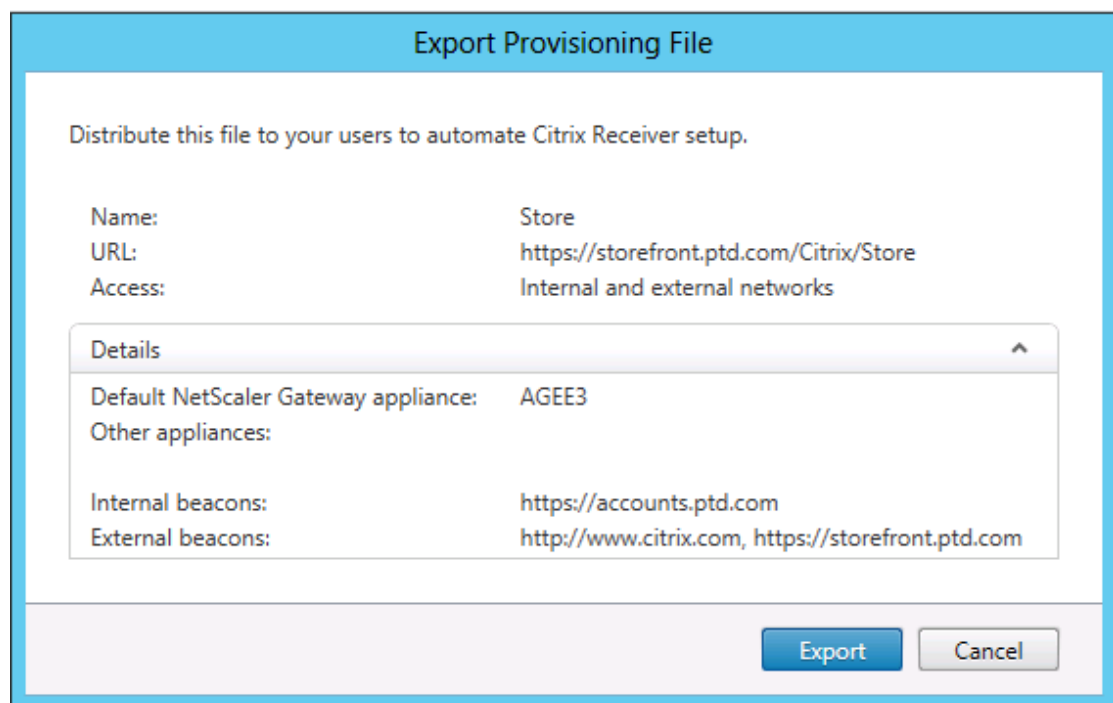 Export Provisioning File
Distribute this file to your users to automate Citrix Receiver setup.
Name: Store
URL: https://storefront.ptd.com/Citrix/Store
Access: Internal and external networks
Details
Default NetScaler Gateway appliance: AGEE3
Other appliances:
Internal beacons: https://accounts.ptd.com
External beacons: http://www.citrix.com, https://storefront.ptd.com
Export Cancel